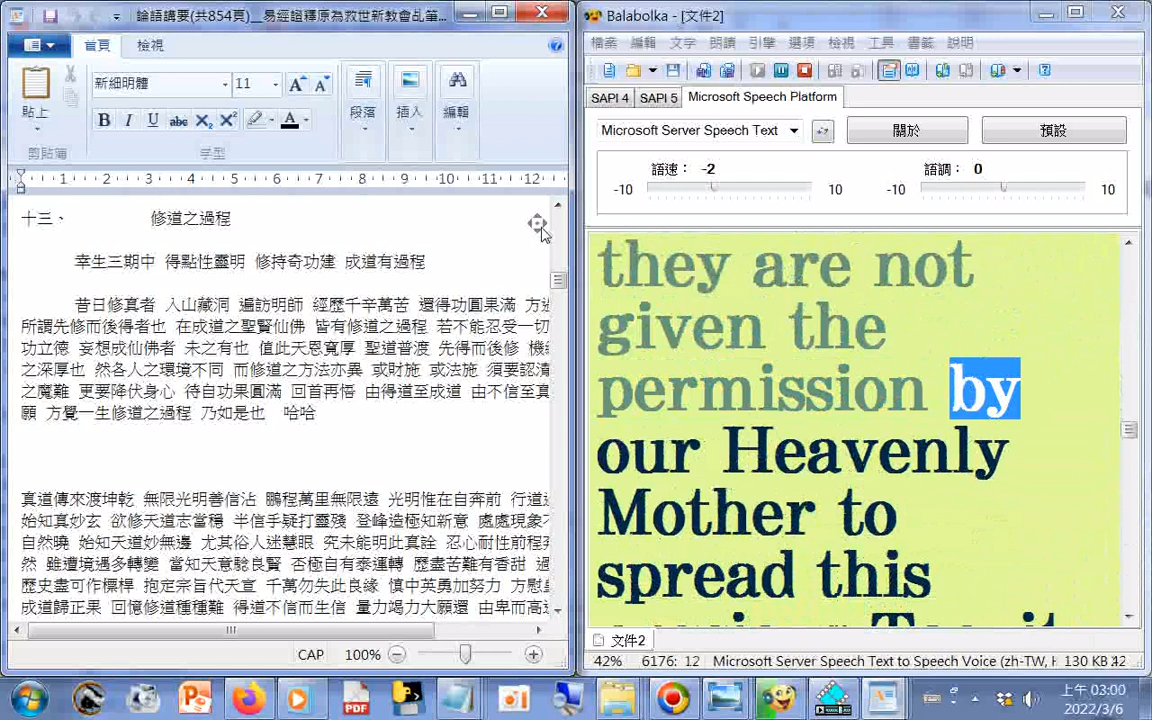 論語講要(共854頁)__易經證釋原為救世新教會乩筆...
首頁 檢視
貼上
剪貼簿
新細明體 11
字型
段落
插入
編輯
1 2 3 4 5 6 7 8 9 10 11 12
十三、 修道之過程
幸生三期中 得點性靈明 修持奇功建 成道有過程
昔日修真者 入山藏洞 遍訪明師 經歷千辛萬苦 還得功圓果滿 方
所謂先修而後得者也 在成道之聖賢仙佛 皆有修道之過程 若不能忍受一切
功立德 妄想成仙佛者 未之有也 值此天恩寬厚 聖道普渡 先得而後修 機
之深厚也 然各人之環境不同 而修道之方法亦異 或財施 或法施 須要認清
之魔難 更要降伏身心 待自功果圓滿 回首再悟 由得道至成道 由不信至真
願 方覺一生修道之過程 乃如是也 哈哈
真道傳來渡坤乾 無限光明善信沾 鵬程萬里無限遠 光明惟在自奔前 行道
始知真妙玄 欲修天道志當穩 半信半疑打靈殘 登峰造極知新意 處處現象
自然曉 始知天道妙無邊 尤其俗人迷慧眼 究未能明此真詮 忍心耐性前程
然 雖遭境遇多轉變 當知天意驗良賢 否極自有泰運轉 歷盡苦難有香甜
歷史盡可作標桿 抱定宗旨代天宣 千萬勿失此良緣 慎中英勇加努力 方慰
成道歸正果 回憶修道種種難 得道不信而生信 量力竭力大願還 由卑而高
CAP 100%
Balabolka - [文件2]
檔案 編輯 文字 朗讀 引擎 選項 檢視 工具 書籤 說明
SAPI 4 SAPI 5 Microsoft Speech Platform
Microsoft Server Speech Text 關於 預設
語速： -2 語調： 0
-10 10 -10 10
they are not
given the
permission by
our Heavenly
Mother to
spread this
文件2
42% 6176: 12 Microsoft Server Speech Text to Speech Voice (zh-TW, H 130 KB
上午 03:00
2022/3/6